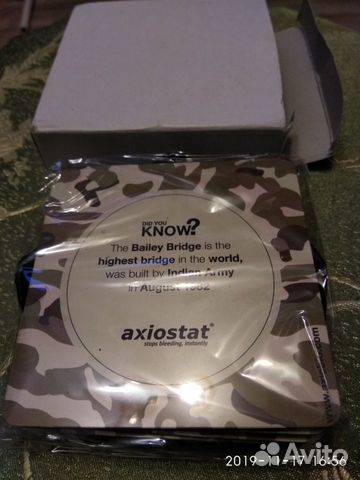 DID YOU
KNOW?
The Bailey Bridge is the
highest bridge in the world,
was built by Indian Army
in August 1982
axiostat®
stops bleeding, instantly
2019-11-17 16:56
Avito